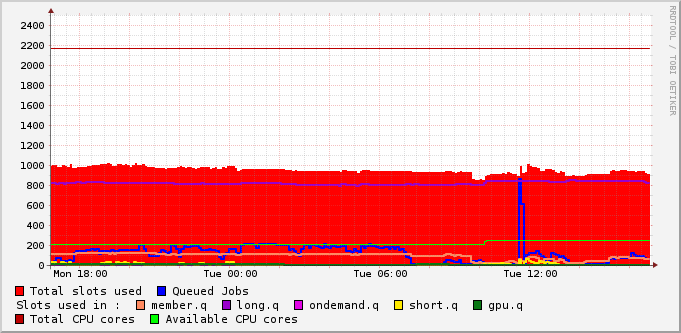 2400
2200
2000
1800
1600
1400
1200
1000
800
600
400
200
0
Mon 18:00 Tue 00:00 Tue 06:00 Tue 12:00
Total slots used Queued Jobs
Slots used in : member.q long.q ondemand.q short.q gpu.q
Total CPU cores Available CPU cores
RRDTOOL / TOBI OETIKER